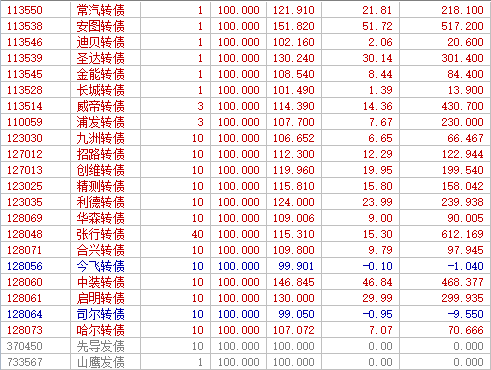 113550 常汽转债 1 100.000 121.910 21.81 218.100
113538 安图转债 1 100.000 151.820 51.72 517.200
113546 迪贝转债 1 100.000 102.160 2.06 20.600
113539 圣达转债 1 100.000 130.240 30.14 301.400
113545 金能转债 1 100.000 108.540 8.44 84.400
113528 长城转债 1 100.000 101.490 1.39 13.900
113514 威帝转债 3 100.000 114.390 14.36 430.700
110059 浦发转债 3 100.000 107.700 7.67 230.000
123030 九洲转债 10 100.000 106.652 6.65 66.467
127012 招路转债 10 100.000 112.300 12.29 122.944
127013 创维转债 10 100.000 119.960 19.95 199.540
123025 精测转债 10 100.000 115.810 15.80 158.042
123035 利德转债 10 100.000 124.000 23.99 239.938
128069 华森转债 10 100.000 109.006 9.00 90.005
128048 张行转债 40 100.000 115.310 15.30 612.169
128071 合兴转债 10 100.000 109.800 9.79 97.945
128056 今飞转债 10 100.000 99.901 -0.10 -1.040
128060 中装转债 10 100.000 146.845 46.84 468.377
128061 启明转债 10 100.000 130.000 29.99 299.935
128064 司尔转债 10 100.000 99.050 -0.95 -9.550
128073 哈尔转债 10 100.000 107.072 7.07 70.666
370450 先导发债 10 100.000 100.000 0.00 0.000
733567 山鹰发债 1 100.000 100.000 0.00 0.000